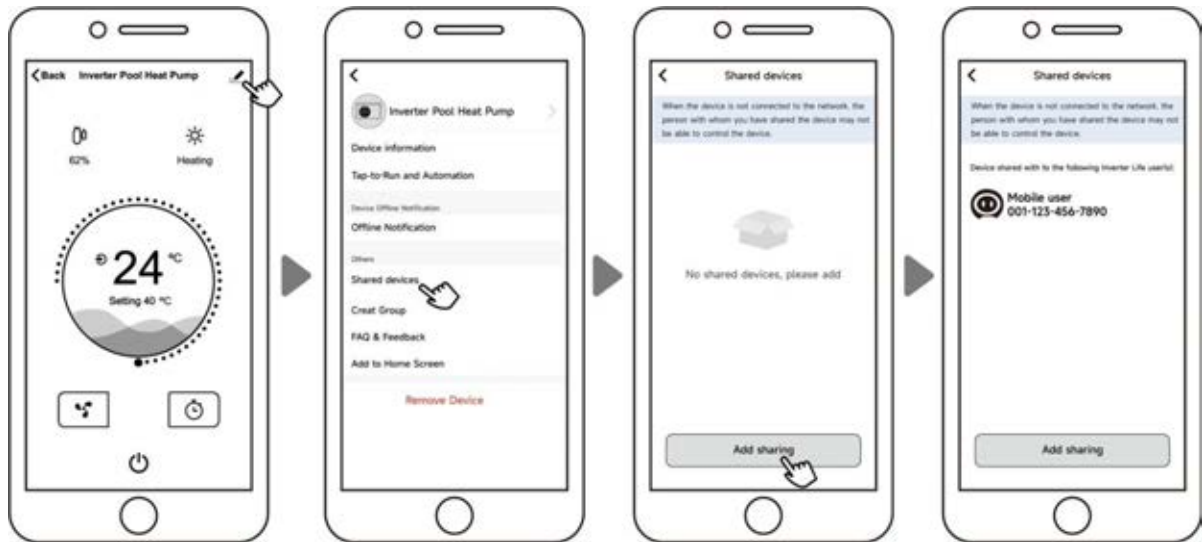 Back Inverter Pool Heat Pump
62%
Heating
24 °C
Setting 40 °C
Inverter Pool Heat Pump
Device information
Tap-to-Run and Automation
Device Offline Notification
Offline Notification
Others
Shared devices
Creat Group
FAQ & Feedback
Add to Home Screen
Remove Device
Shared devices
When the device is not connected to the network, the
person with whom you have shared the device may not
be able to control the device.
No shared devices, please add
Add sharing
Shared devices
When the device is not connected to the network, the
person with whom you have shared the device may not
be able to control the device.
Device shared with to the following Inverter Life user(s):
Mobile user
001-123-456-7890
Add sharing